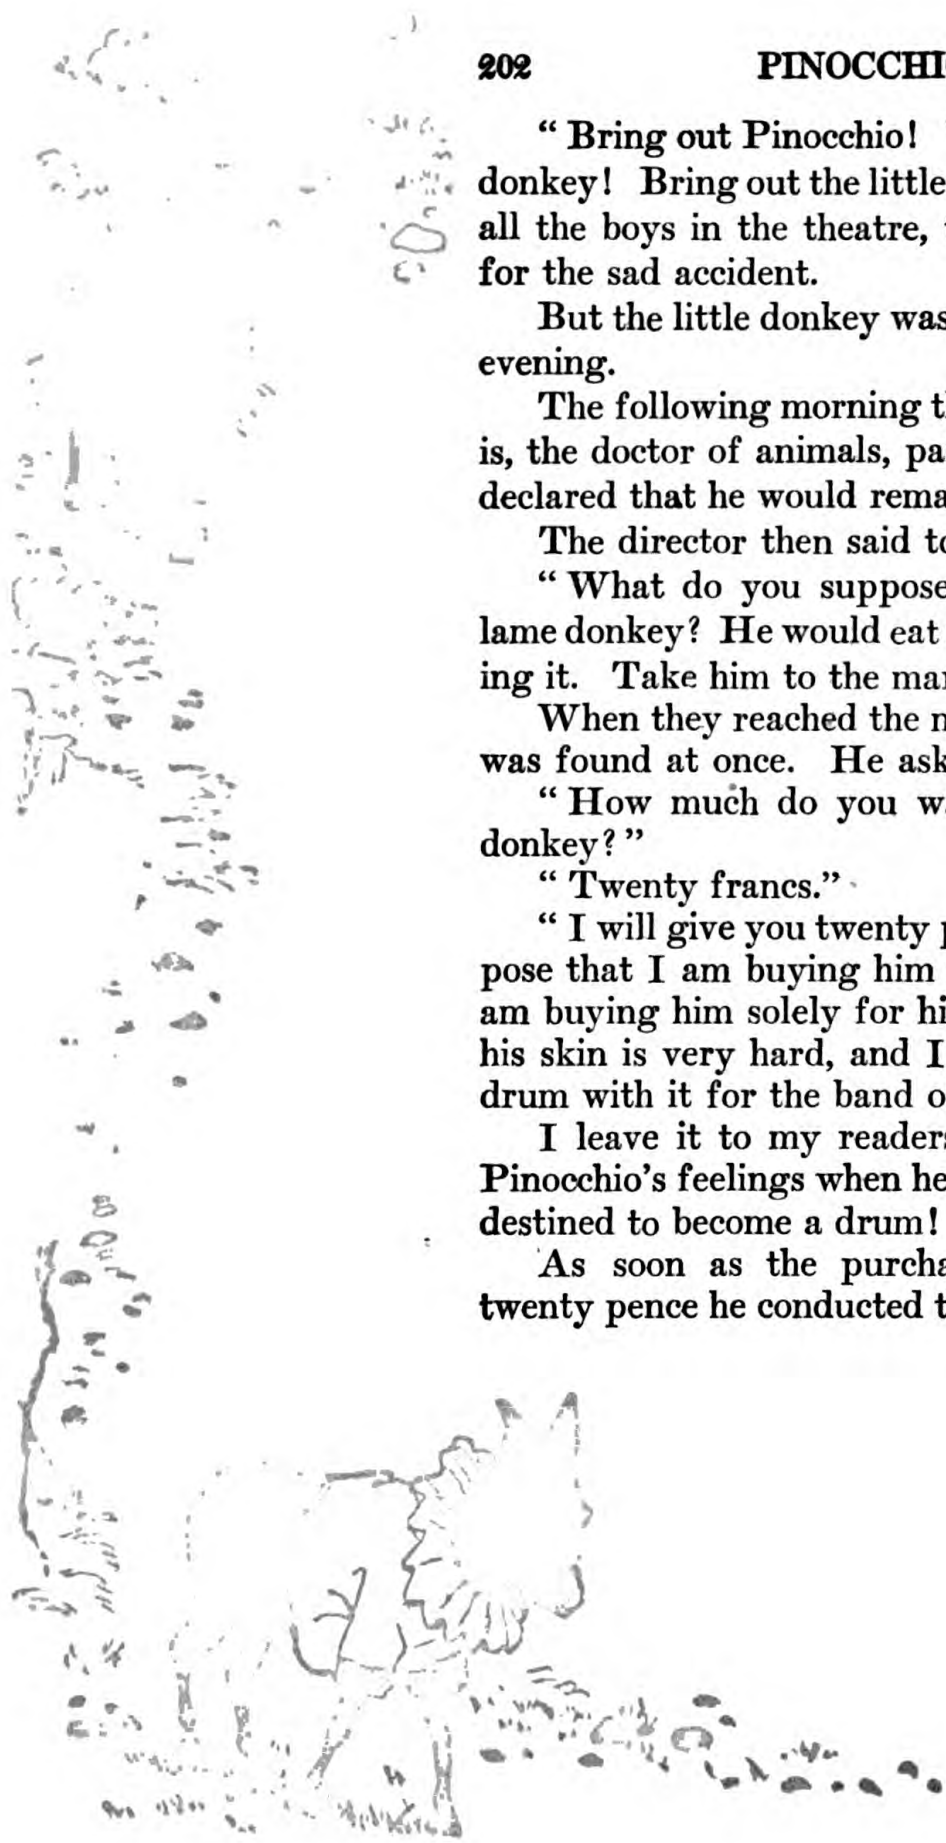 202 PINOCCHI
“ Bring out Pinocchio!
donkey! Bring out the little
all the boys in the theatre,
for the sad accident.
But the little donkey was
evening.
The following morning
is, the doctor of animals, pa
declared that he would rema
The director then said to
“ What do you suppose
lame donkey? He would eat
ing it. Take him to the mar
When they reached the
was found at once. He ask
“ How much do you w
donkey? ”
“ Twenty francs.”
“ I will give you twenty
pose that I am buying him
am buying him solely for hi
his skin is very hard, and I
drum with it for the band o
I leave it to my readers
Pinocchio’s feelings when he
destined to become a drum!
As soon as the purcha
twenty pence he conducted t